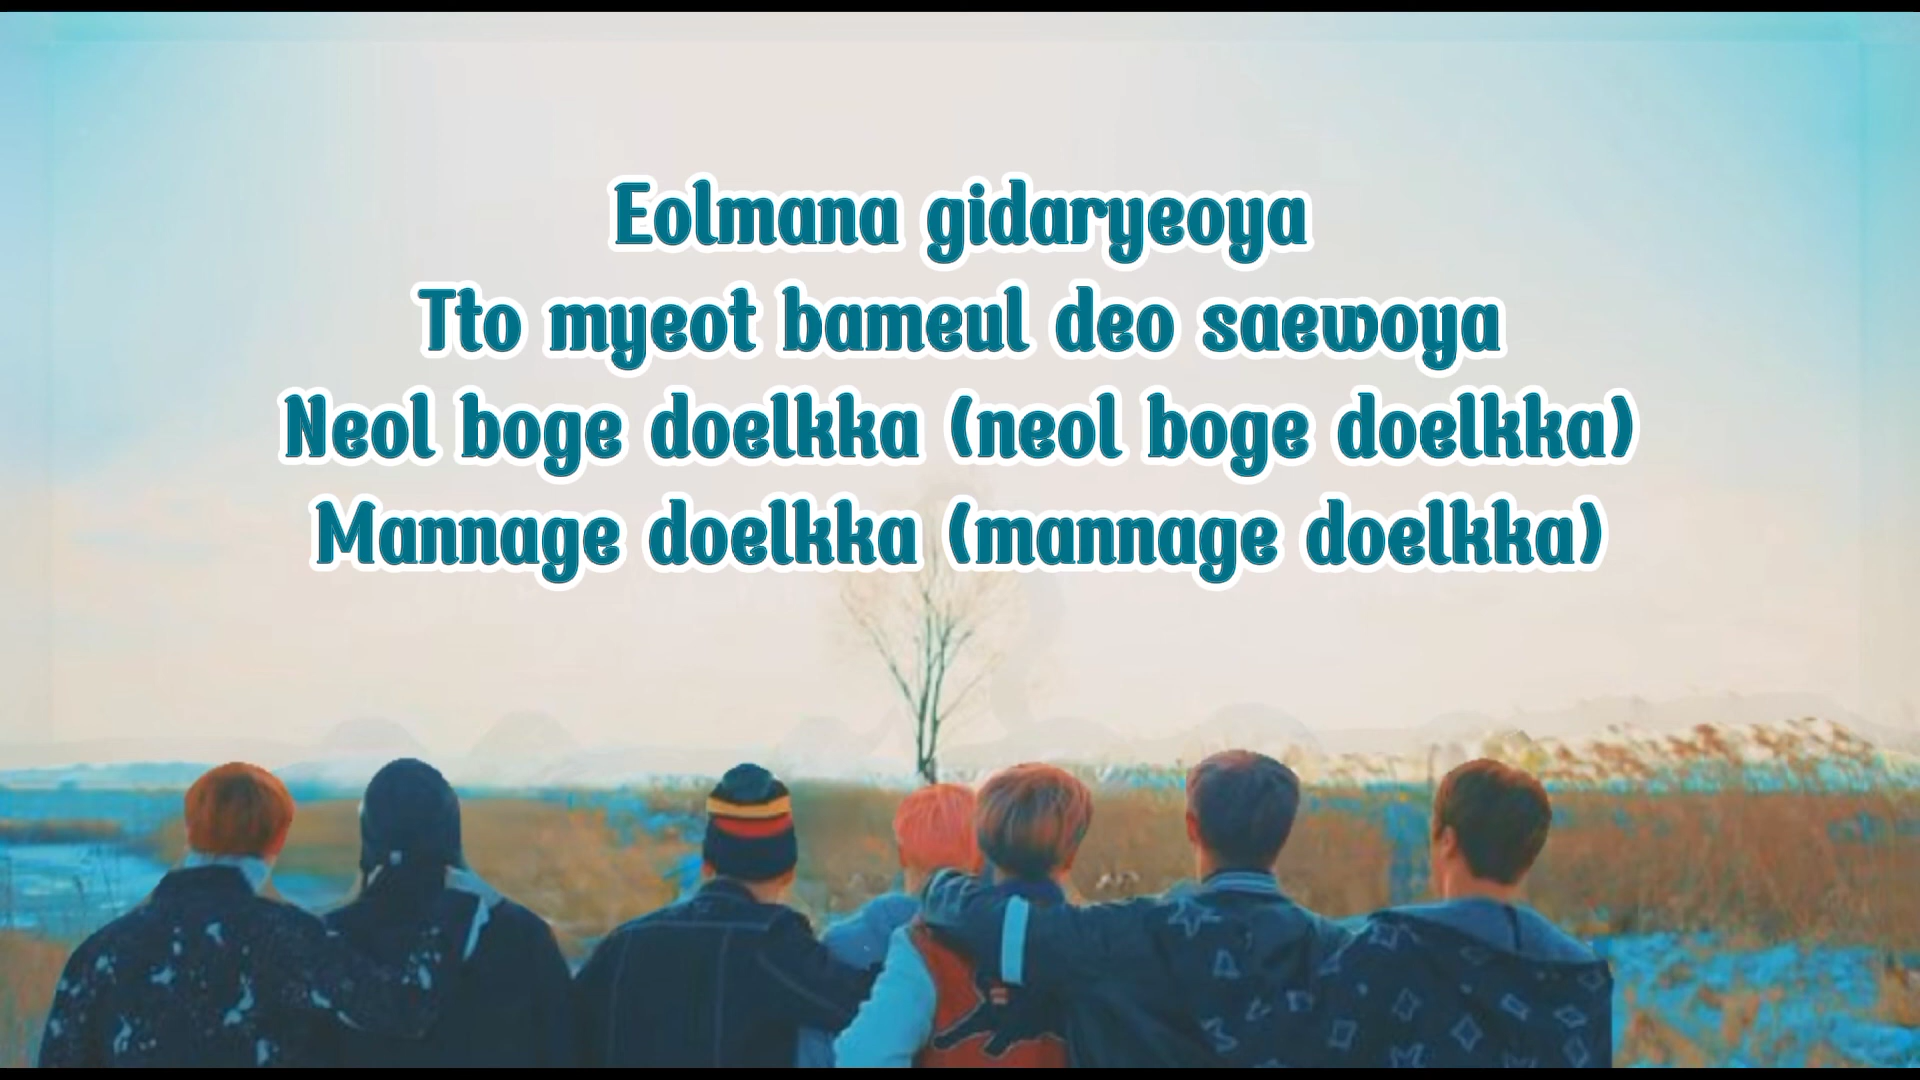 Eolmana gidaryeoya
Tto myeot bameul deo saewoya
Neol boge doelkka (neol boge doelkka)
Mannage doelkka (mannage doelkka)